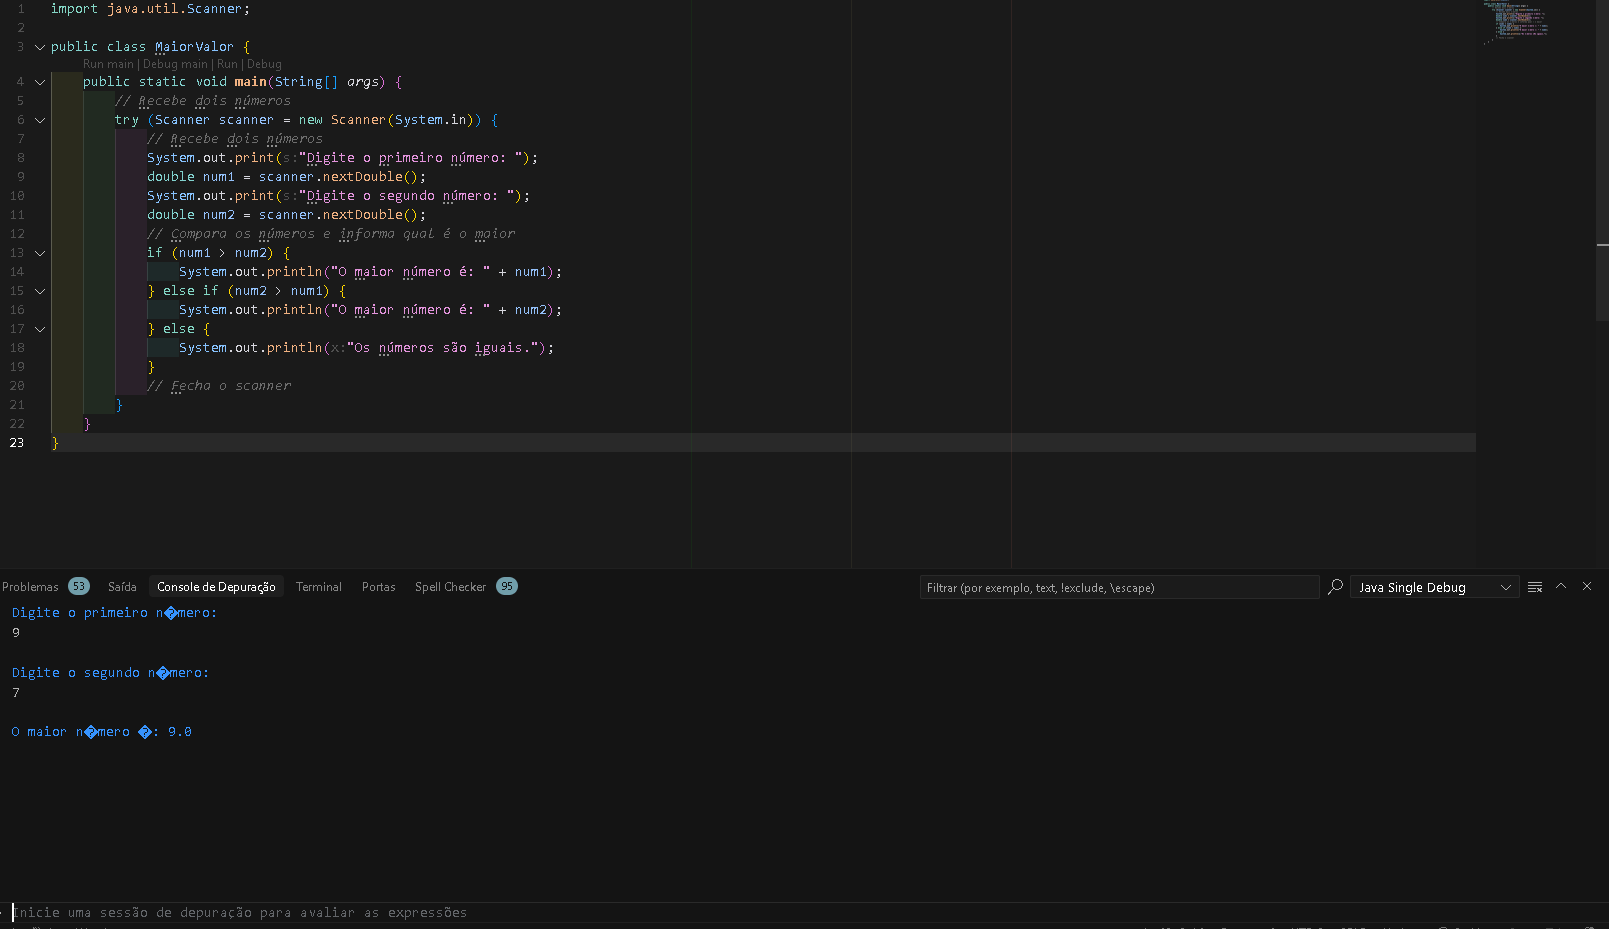 1 import java.util.Scanner;
2
3 public class MaiorValor {
Run main | Debug main | Run | Debug
4 public static void main(String[] args) {
5 // Recebe dois números
6 try (Scanner scanner = new Scanner(System.in)) {
7 // Recebe dois números
8 System.out.print(s:"Digite o primeiro número: ");
9 double num1 = scanner.nextDouble();
10 System.out.print(s:"Digite o segundo número: ");
11 double num2 = scanner.nextDouble();
12 // Compara os números e informa qual é o maior
13 if (num1 > num2) {
14 System.out.println("O maior número é: " + num1);
15 } else if (num2 > num1) {
16 System.out.println("O maior número é: " + num2);
17 } else {
18 System.out.println(x:"Os números são iguais.");
19 }
20 // Fecha o scanner
21 }
22 }
23 }
Problemas 53 Saída Console de Depuração Terminal Portas Spell Checker 95 Filtrar (por exemplo, text, !exclude, \escape) Java Single Debug
Digite o primeiro n�mero:
9
Digite o segundo n�mero:
7
O maior n�mero �: 9.0
Inicie uma sessão de depuração para avaliar as expressões